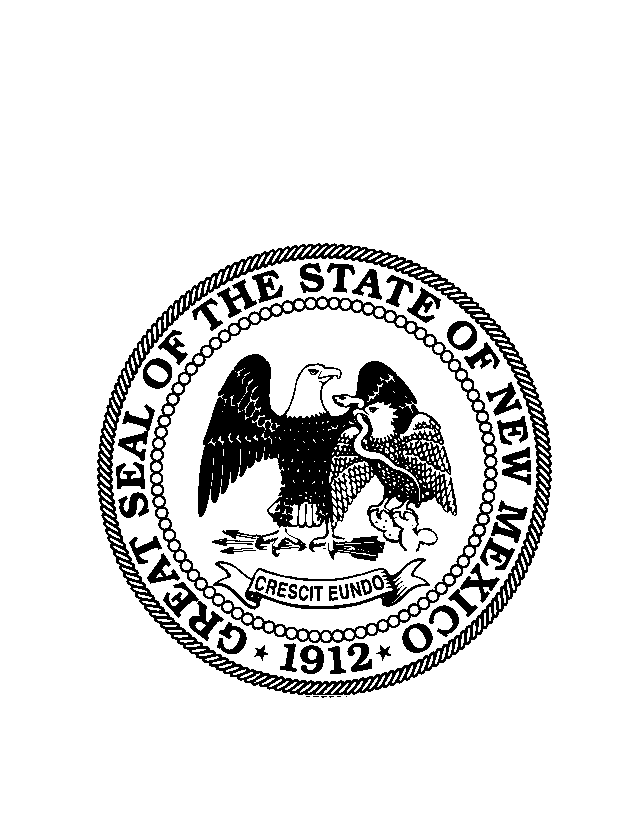 GREAT SEAL OF THE STATE OF NEW MEXICO
CRESCIT EUNDO
★ 1912 ★